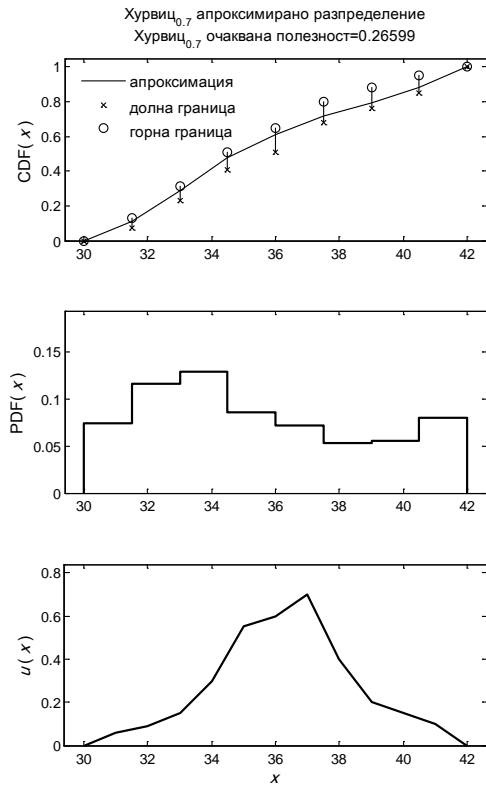 Хурвиц0.7 апроксимирано разпределение
Хурвиц0.7 очаквана полезност=0.26599
CDF(x)
1
0.8
0.6
0.4
0.2
0
апроксимация
долна граница
горна граница
30 32 34 36 38 40 42
PDF(x)
0.15
0.1
0.05
0
30 32 34 36 38 40 42
u(x)
0.8
0.6
0.4
0.2
0
30 32 34 36 38 40 42
x